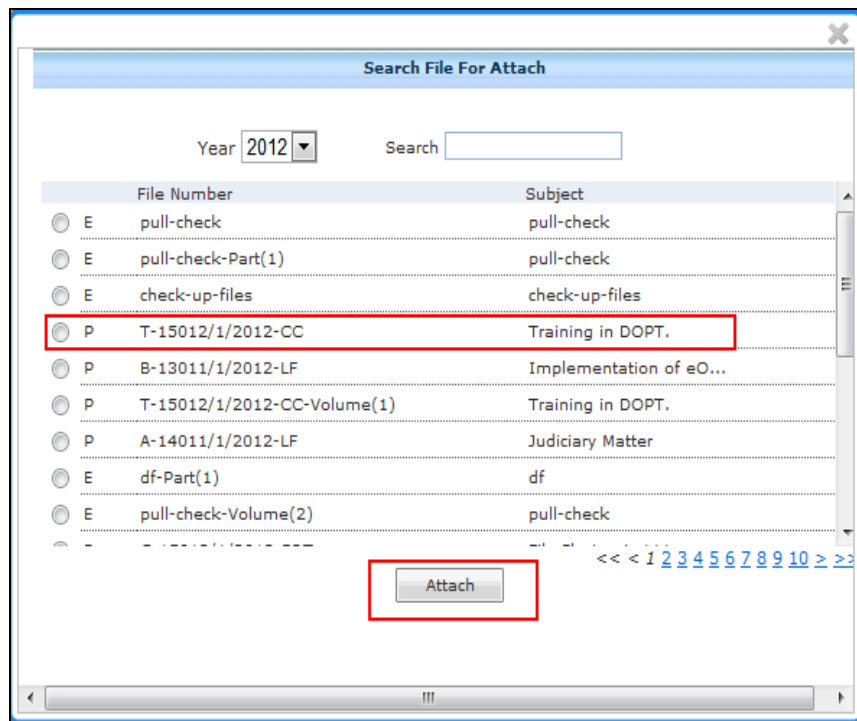 Search File For Attach
Year 2012 Search
File Number Subject
E pull-check pull-check
E pull-check-Part(1) pull-check
E check-up-files check-up-files
P T-15012/1/2012-CC Training in DOPT.
P B-13011/1/2012-LF Implementation of eO...
P T-15012/1/2012-CC-Volume(1) Training in DOPT.
P A-14011/1/2012-LF Judiciary Matter
E df-Part(1) df
E pull-check-Volume(2) pull-check
<< < 1 2 3 4 5 6 7 8 9 10 > >>
Attach